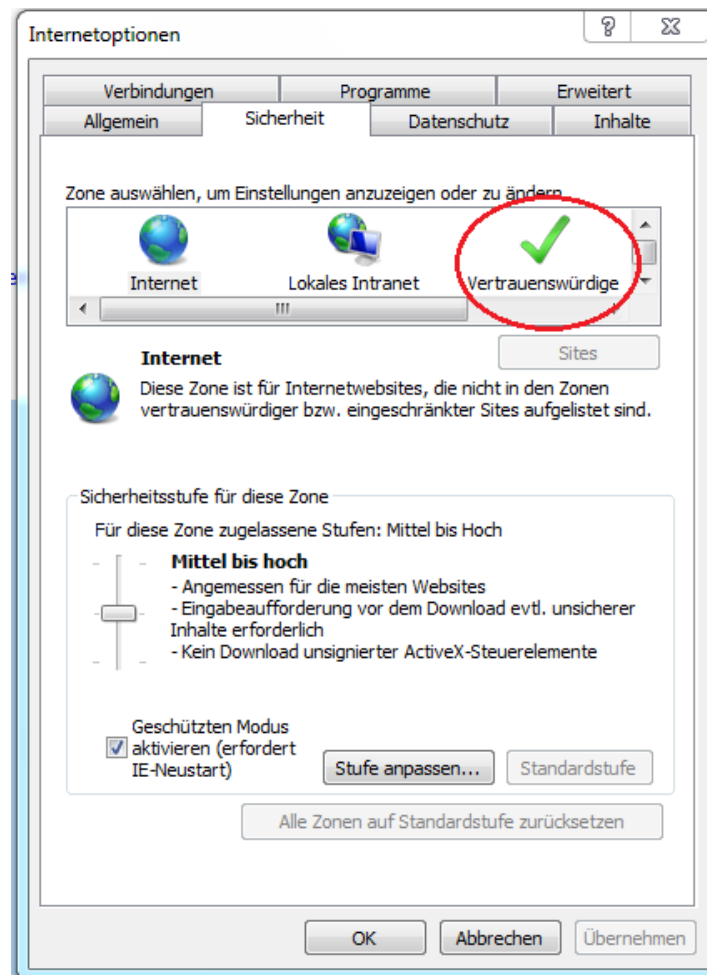 Internetoptionen
Verbindungen Programme Erweitert
Allgemein Sicherheit Datenschutz Inhalte
Zone auswählen, um Einstellungen anzuzeigen oder zu ändern
Internet Lokales Intranet Vertrauenswürdige
Sites
Internet
Diese Zone ist für Internetwebsites, die nicht in den Zonen
vertrauenswürdiger bzw. eingeschränkter Sites aufgelistet sind.
Sicherheitsstufe für diese Zone
Für diese Zone zugelassene Stufen: Mittel bis Hoch
Mittel bis hoch
- Angemessen für die meisten Websites
- Eingabeaufforderung vor dem Download evtl. unsicherer
Inhalte erforderlich
- Kein Download unsignierter ActiveX-Steuerelemente
Geschützten Modus
aktivieren (erfordert
IE-Neustart)
Stufe anpassen... Standardstufe
Alle Zonen auf Standardstufe zurücksetzen
OK Abbrechen Übernehmen